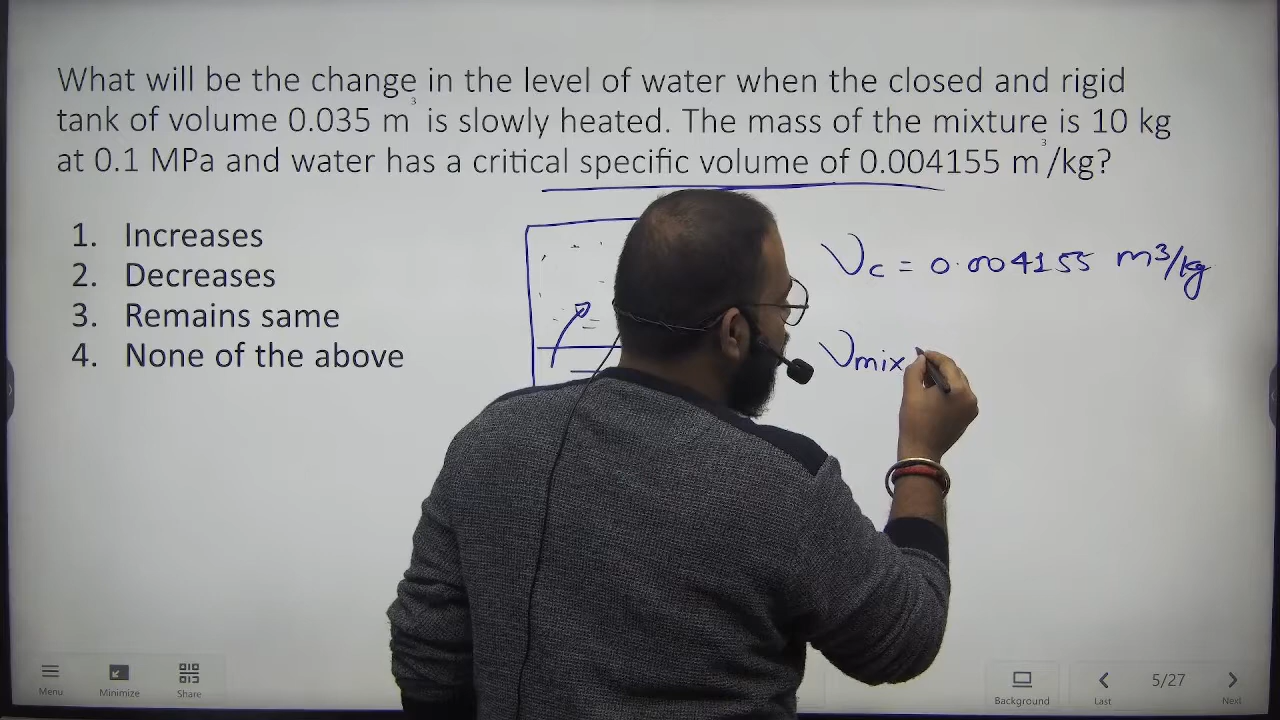 What will be the change in the level of water when the closed and rigid
tank of volume 0.035 m³ is slowly heated. The mass of the mixture is 10 kg
at 0.1 MPa and water has a critical specific volume of 0.004155 m³/kg?
1. Increases
2. Decreases
3. Remains same
4. None of the above
νc = 0.004155 m³/kg
νmix
Menu
Minimize
Share
Background
Last
5/27
Next